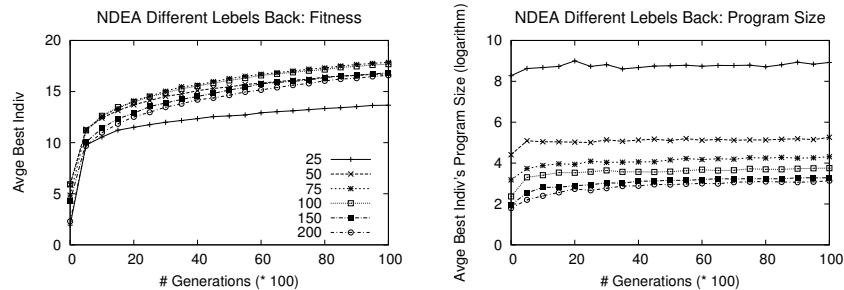 NDEA Different Lebels Back: Fitness
20
15
10
5
0
0 20 40 60 80 100
Avge Best Indiv
# Generations (* 100)
25
50
75
100
150
200
NDEA Different Lebels Back: Program Size
10
8
6
4
2
0
0 20 40 60 80 100
Avge Best Indiv's Program Size (logarithm)
# Generations (* 100)